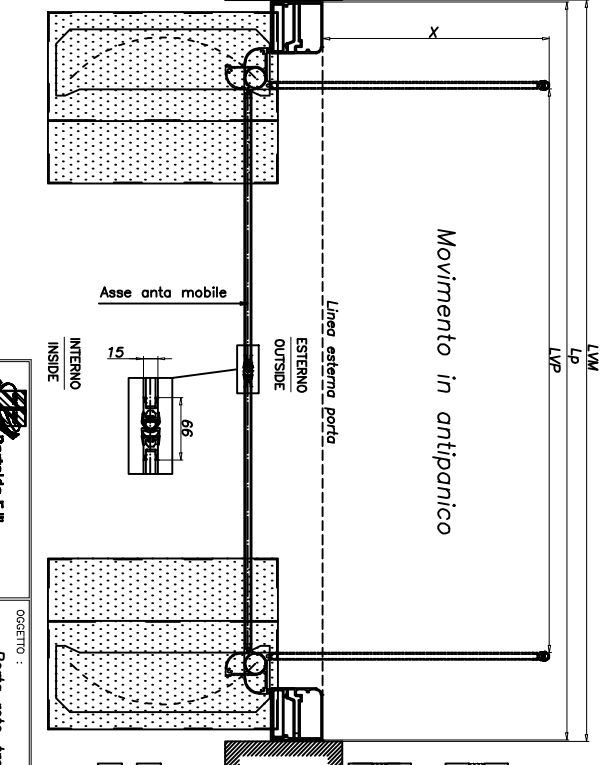 LVM
Lp
LVP
X
Movimento in antipanico
Linea esterna porta
ESTERNO
OUTSIDE
Asse anta mobile
15
66
INTERNO
INSIDE
OGGETTO :